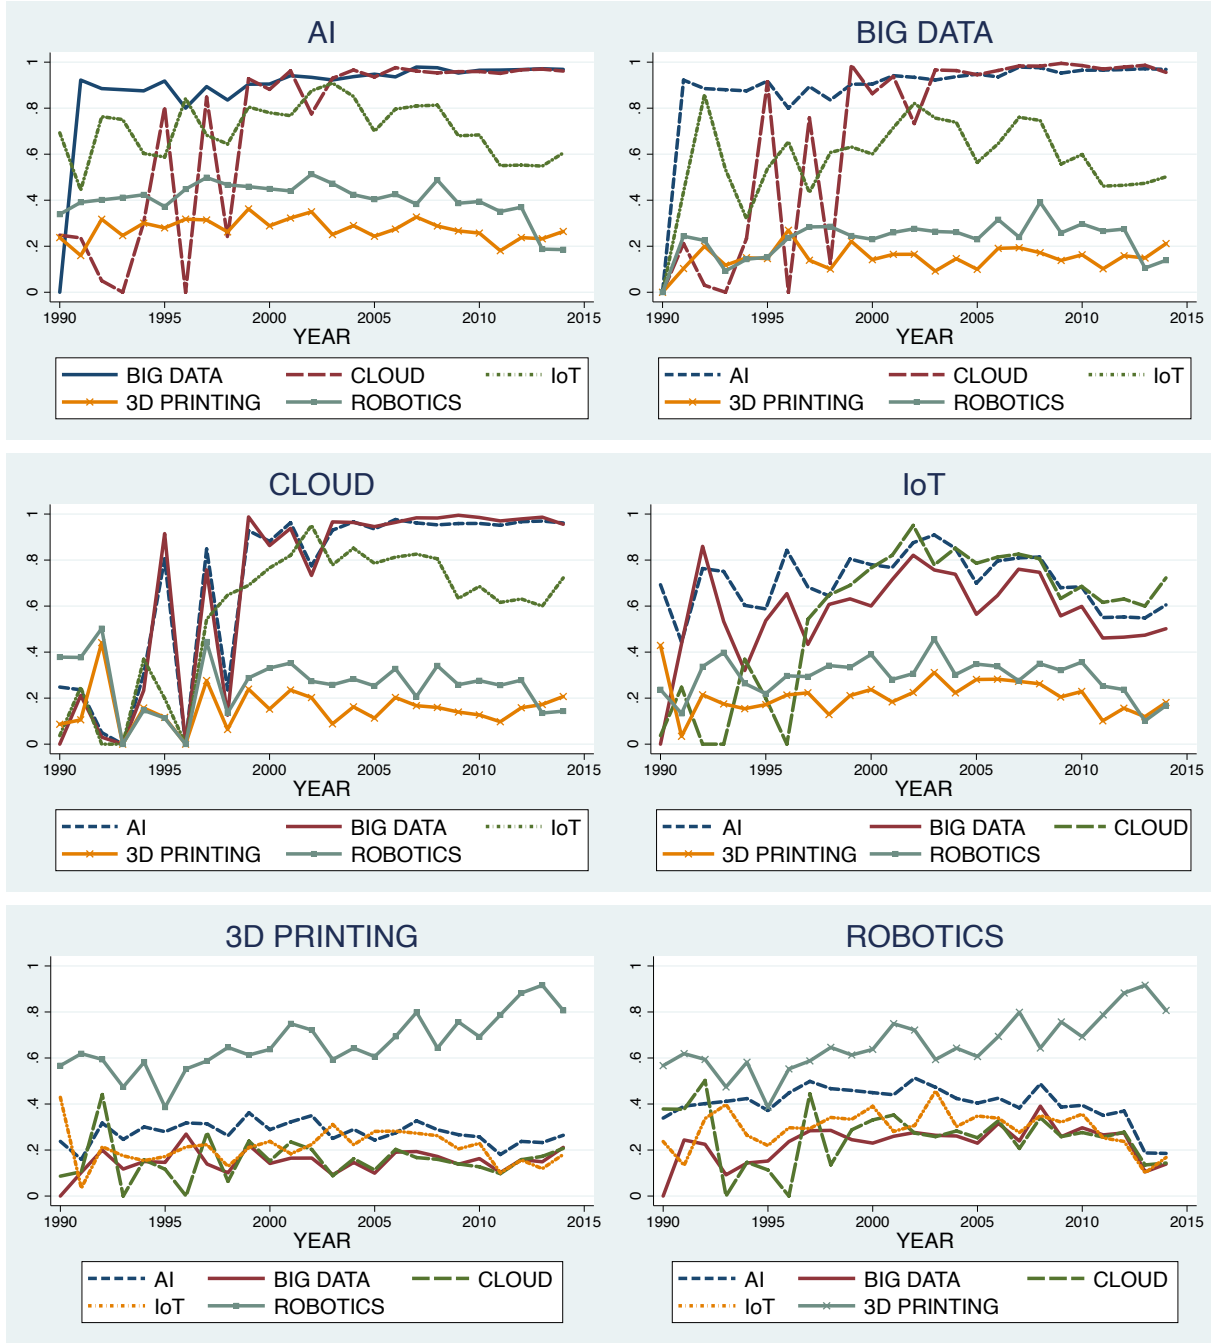 AI
BIG DATA
1
.8
.6
.4
.2
0
1990
1995
2000
2005
2010
2015
YEAR
BIG DATA
CLOUD
IoT
3D PRINTING
ROBOTICS
1
.8
.6
.4
.2
0
1990
1995
2000
2005
2010
2015
YEAR
AI
CLOUD
IoT
3D PRINTING
ROBOTICS
CLOUD
IoT
1
.8
.6
.4
.2
0
1990
1995
2000
2005
2010
2015
YEAR
AI
BIG DATA
IoT
3D PRINTING
ROBOTICS
1
.8
.6
.4
.2
0
1990
1995
2000
2005
2010
2015
YEAR
AI
BIG DATA
CLOUD
3D PRINTING
ROBOTICS
3D PRINTING
ROBOTICS
1
.8
.6
.4
.2
0
1990
1995
2000
2005
2010
2015
YEAR
AI
BIG DATA
CLOUD
IoT
ROBOTICS
1
.8
.6
.4
.2
0
1990
1995
2000
2005
2010
2015
YEAR
AI
BIG DATA
CLOUD
IoT
3D PRINTING